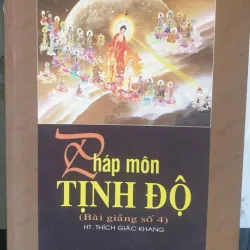 Pháp môn
TỊNH ĐỘ
(Bài giảng số 4)
HT. THÍCH GIÁC KHANG